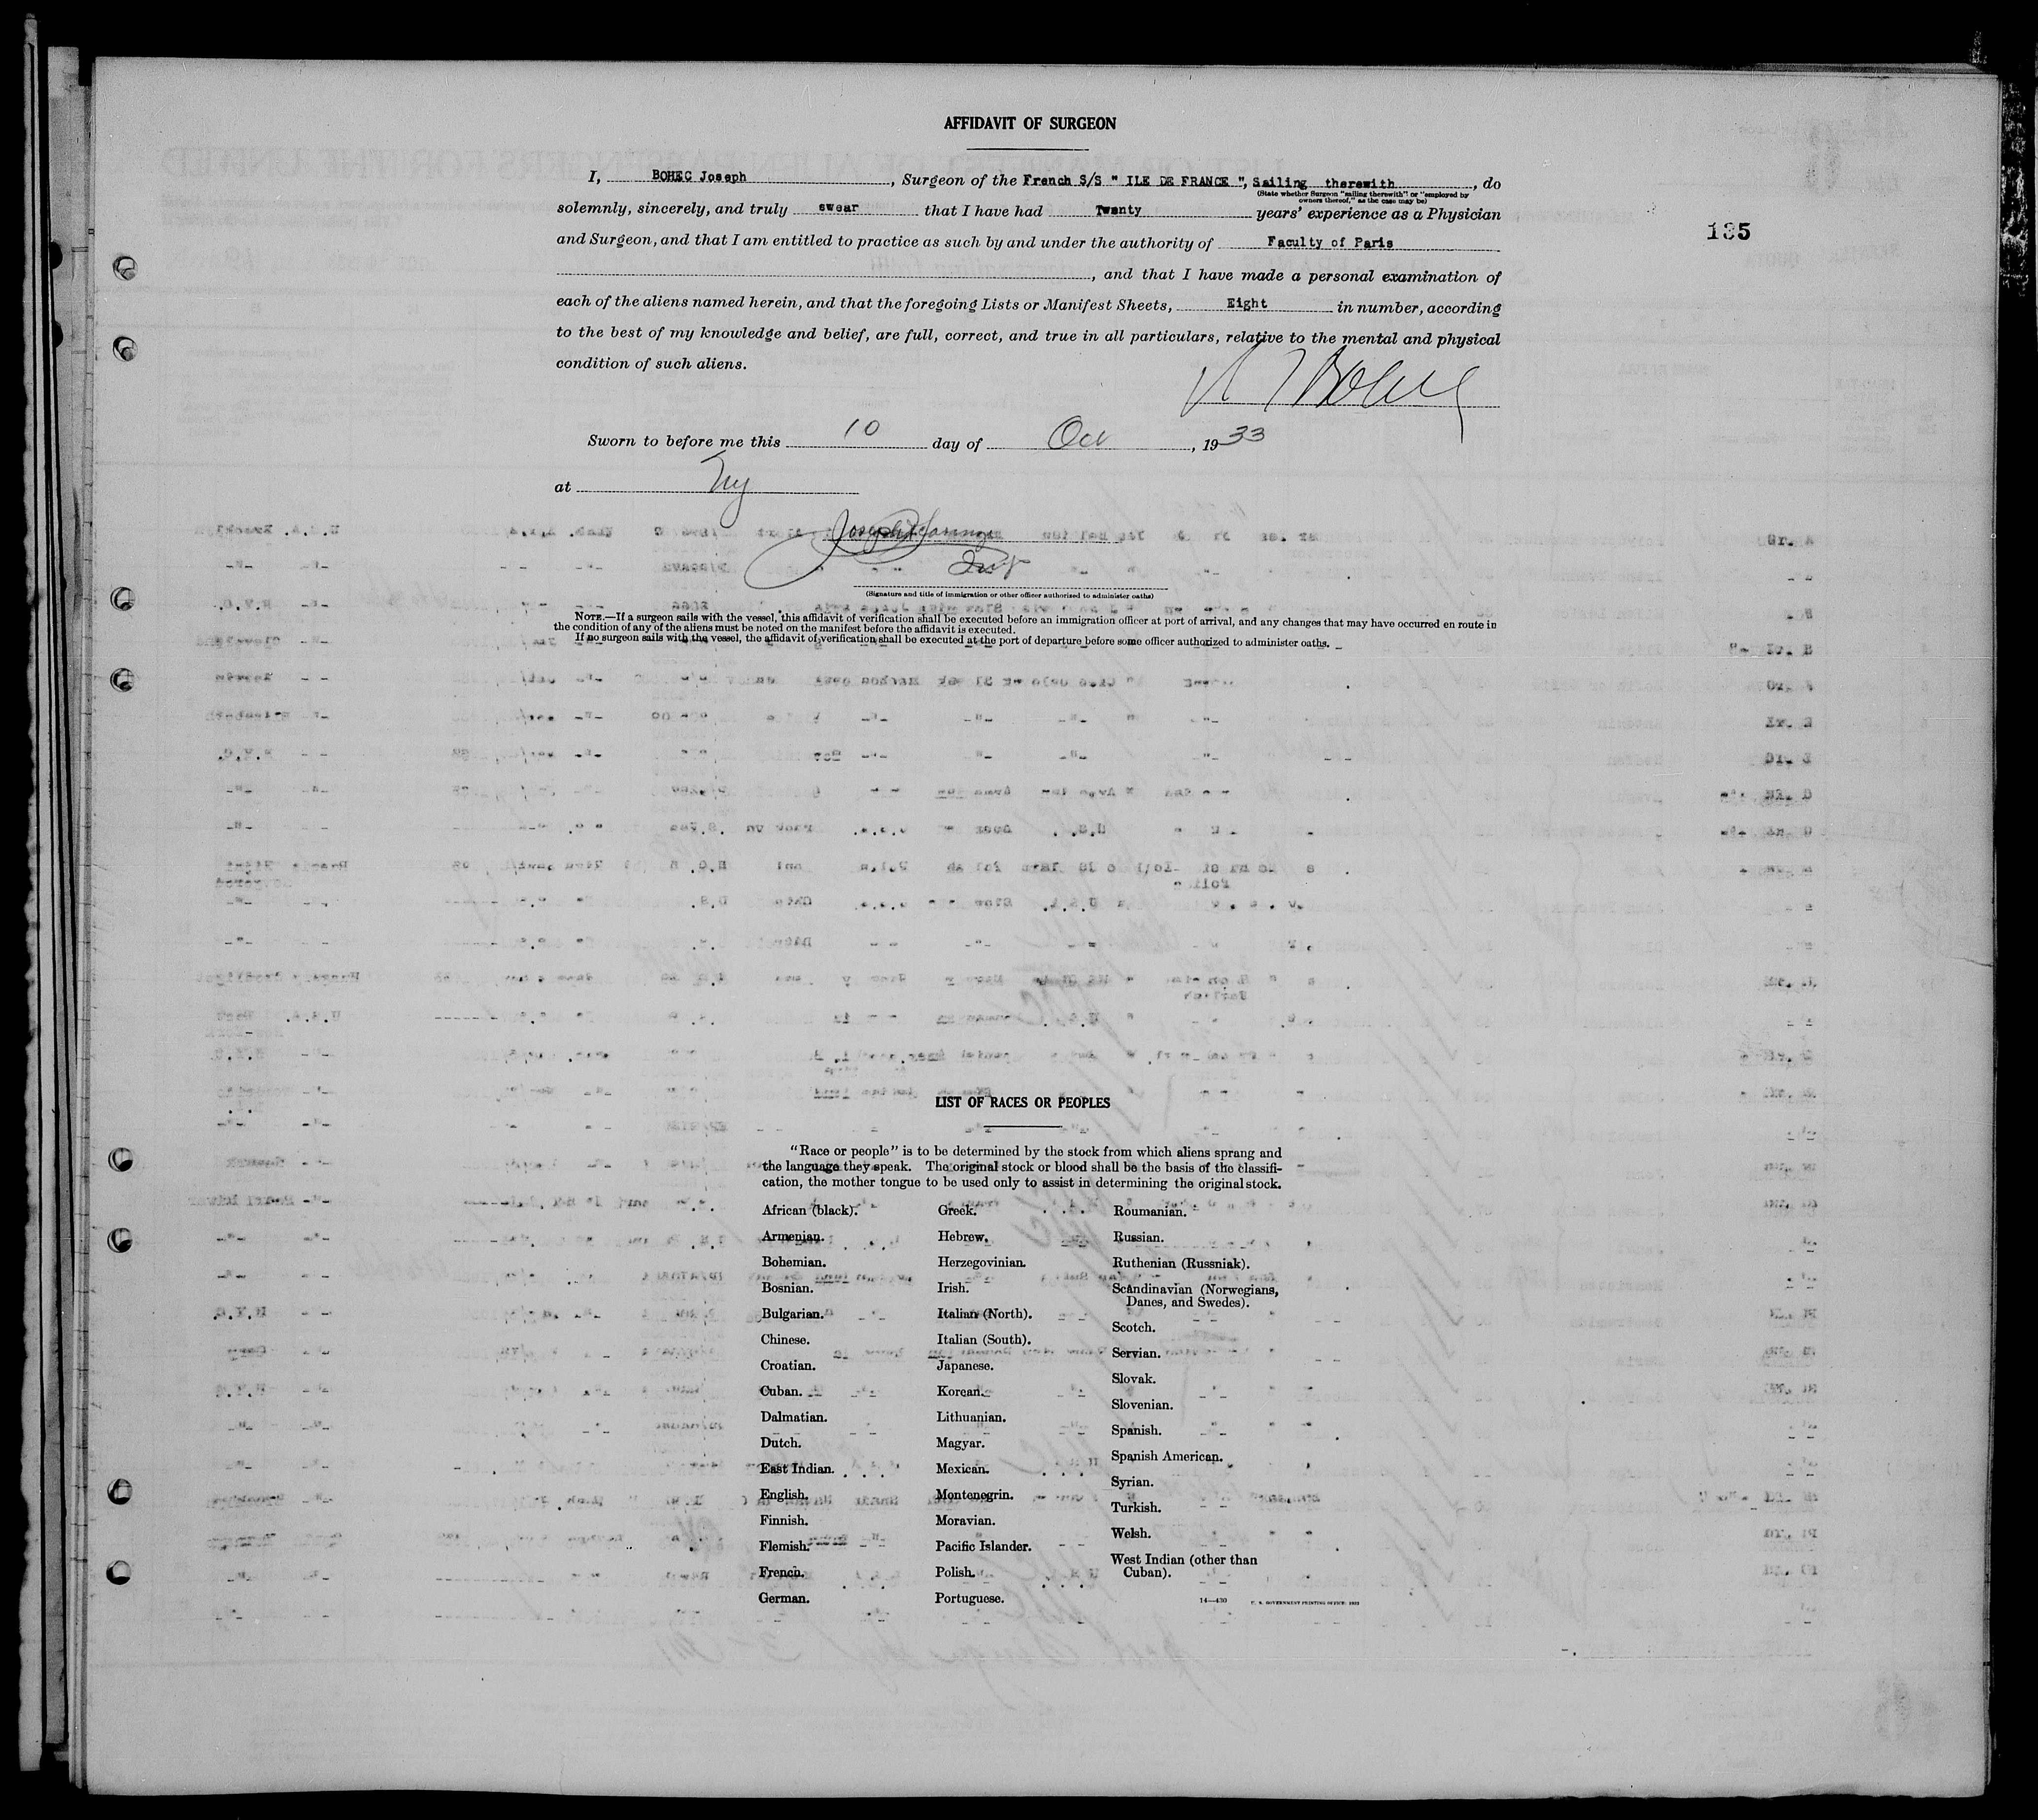 AFFIDAVIT OF SURGEON
I, BOHEC Joseph, Surgeon of the French S/S " ILE DE FRANCE ", Sailing therewith, do
(State whether Surgeon "sailing therewith" or "employed by
owners thereof," as the case may be)
solemnly, sincerely, and truly swear that I have had Twenty years' experience as a Physician
135
and Surgeon, and that I am entitled to practice as such by and under the authority of Faculty of Paris
, and that I have made a personal examination of
each of the aliens named herein, and that the foregoing Lists or Manifest Sheets, Eight in number, according
to the best of my knowledge and belief, are full, correct, and true in all particulars, relative to the mental and physical
condition of such aliens.
Sworn to before me this 10 day of Oct, 1933
at Ny
(Signature and title of immigration or other officer authorized to administer oaths)
NOTE.—If a surgeon sails with the vessel, this affidavit of verification shall be executed before an immigration officer at port of arrival, and any changes that may have occurred en route in
the condition of any of the aliens must be noted on the manifest before the affidavit is executed.
If no surgeon sails with the vessel, the affidavit of verification shall be executed at the port of departure before some officer authorized to administer oaths.
LIST OF RACES OR PEOPLES
"Race or people" is to be determined by the stock from which aliens sprang and
the language they speak. The original stock or blood shall be the basis of the classifi-
cation, the mother tongue to be used only to assist in determining the original stock.
African (black).
Armenian.
Bohemian.
Bosnian.
Bulgarian.
Chinese.
Croatian.
Cuban.
Dalmatian.
Dutch.
East Indian.
English.
Finnish.
Flemish.
French.
German.
Greek.
Hebrew.
Herzegovinian.
Irish.
Italian (North).
Italian (South).
Japanese.
Korean.
Lithuanian.
Magyar.
Mexican.
Montenegrin.
Moravian.
Pacific Islander.
Polish.
Portuguese.
Roumanian.
Russian.
Ruthenian (Russniak).
Scandinavian (Norwegians,
Danes, and Swedes).
Scotch.
Servian.
Slovak.
Slovenian.
Spanish.
Spanish American.
Syrian.
Turkish.
Welsh.
West Indian (other than
Cuban).
14—430 U. S. GOVERNMENT PRINTING OFFICE: 1932